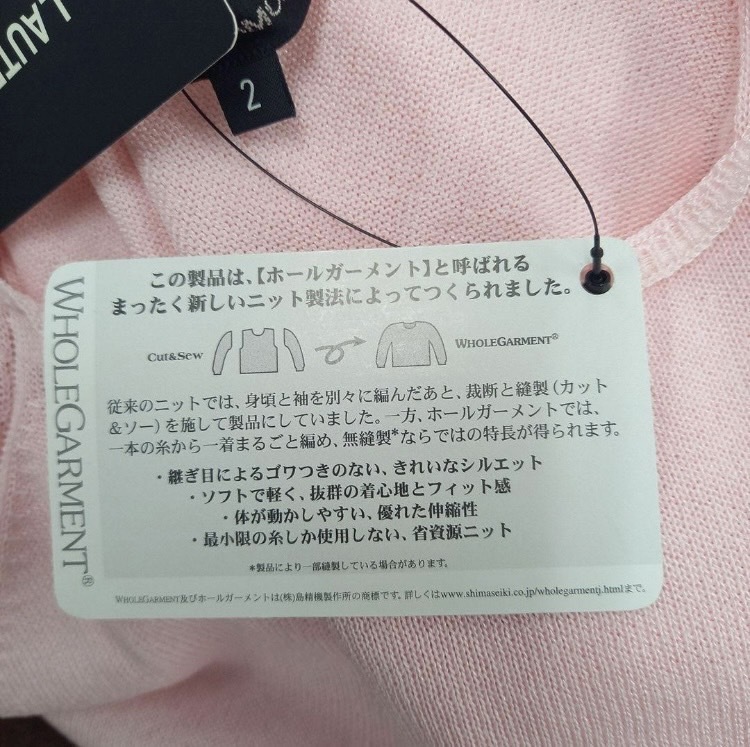 2
WHOLEGARMENT®
この製品は、【ホールガーメント】と呼ばれる
まったく新しいニット製法によってつくられました。
Cut&Sew
WHOLEGARMENT®
従来のニットでは、身頃と袖を別々に編んだあと、裁断と縫製（カット
＆ソー）を施して製品にしていました。一方、ホールガーメントでは、
一本の糸から一着まるごと編め、無縫製*ならではの特長が得られます。
・継ぎ目によるゴワつきのない、きれいなシルエット
・ソフトで軽く、抜群の着心地とフィット感
・体が動かしやすい、優れた伸縮性
・最小限の糸しか使用しない、省資源ニット
*製品により一部縫製している場合があります。
WHOLEGARMENT及びホールガーメントは(株)島精機製作所の商標です。詳しくはwww.shimaseiki.co.jp/wholegarmentj.htmlまで。